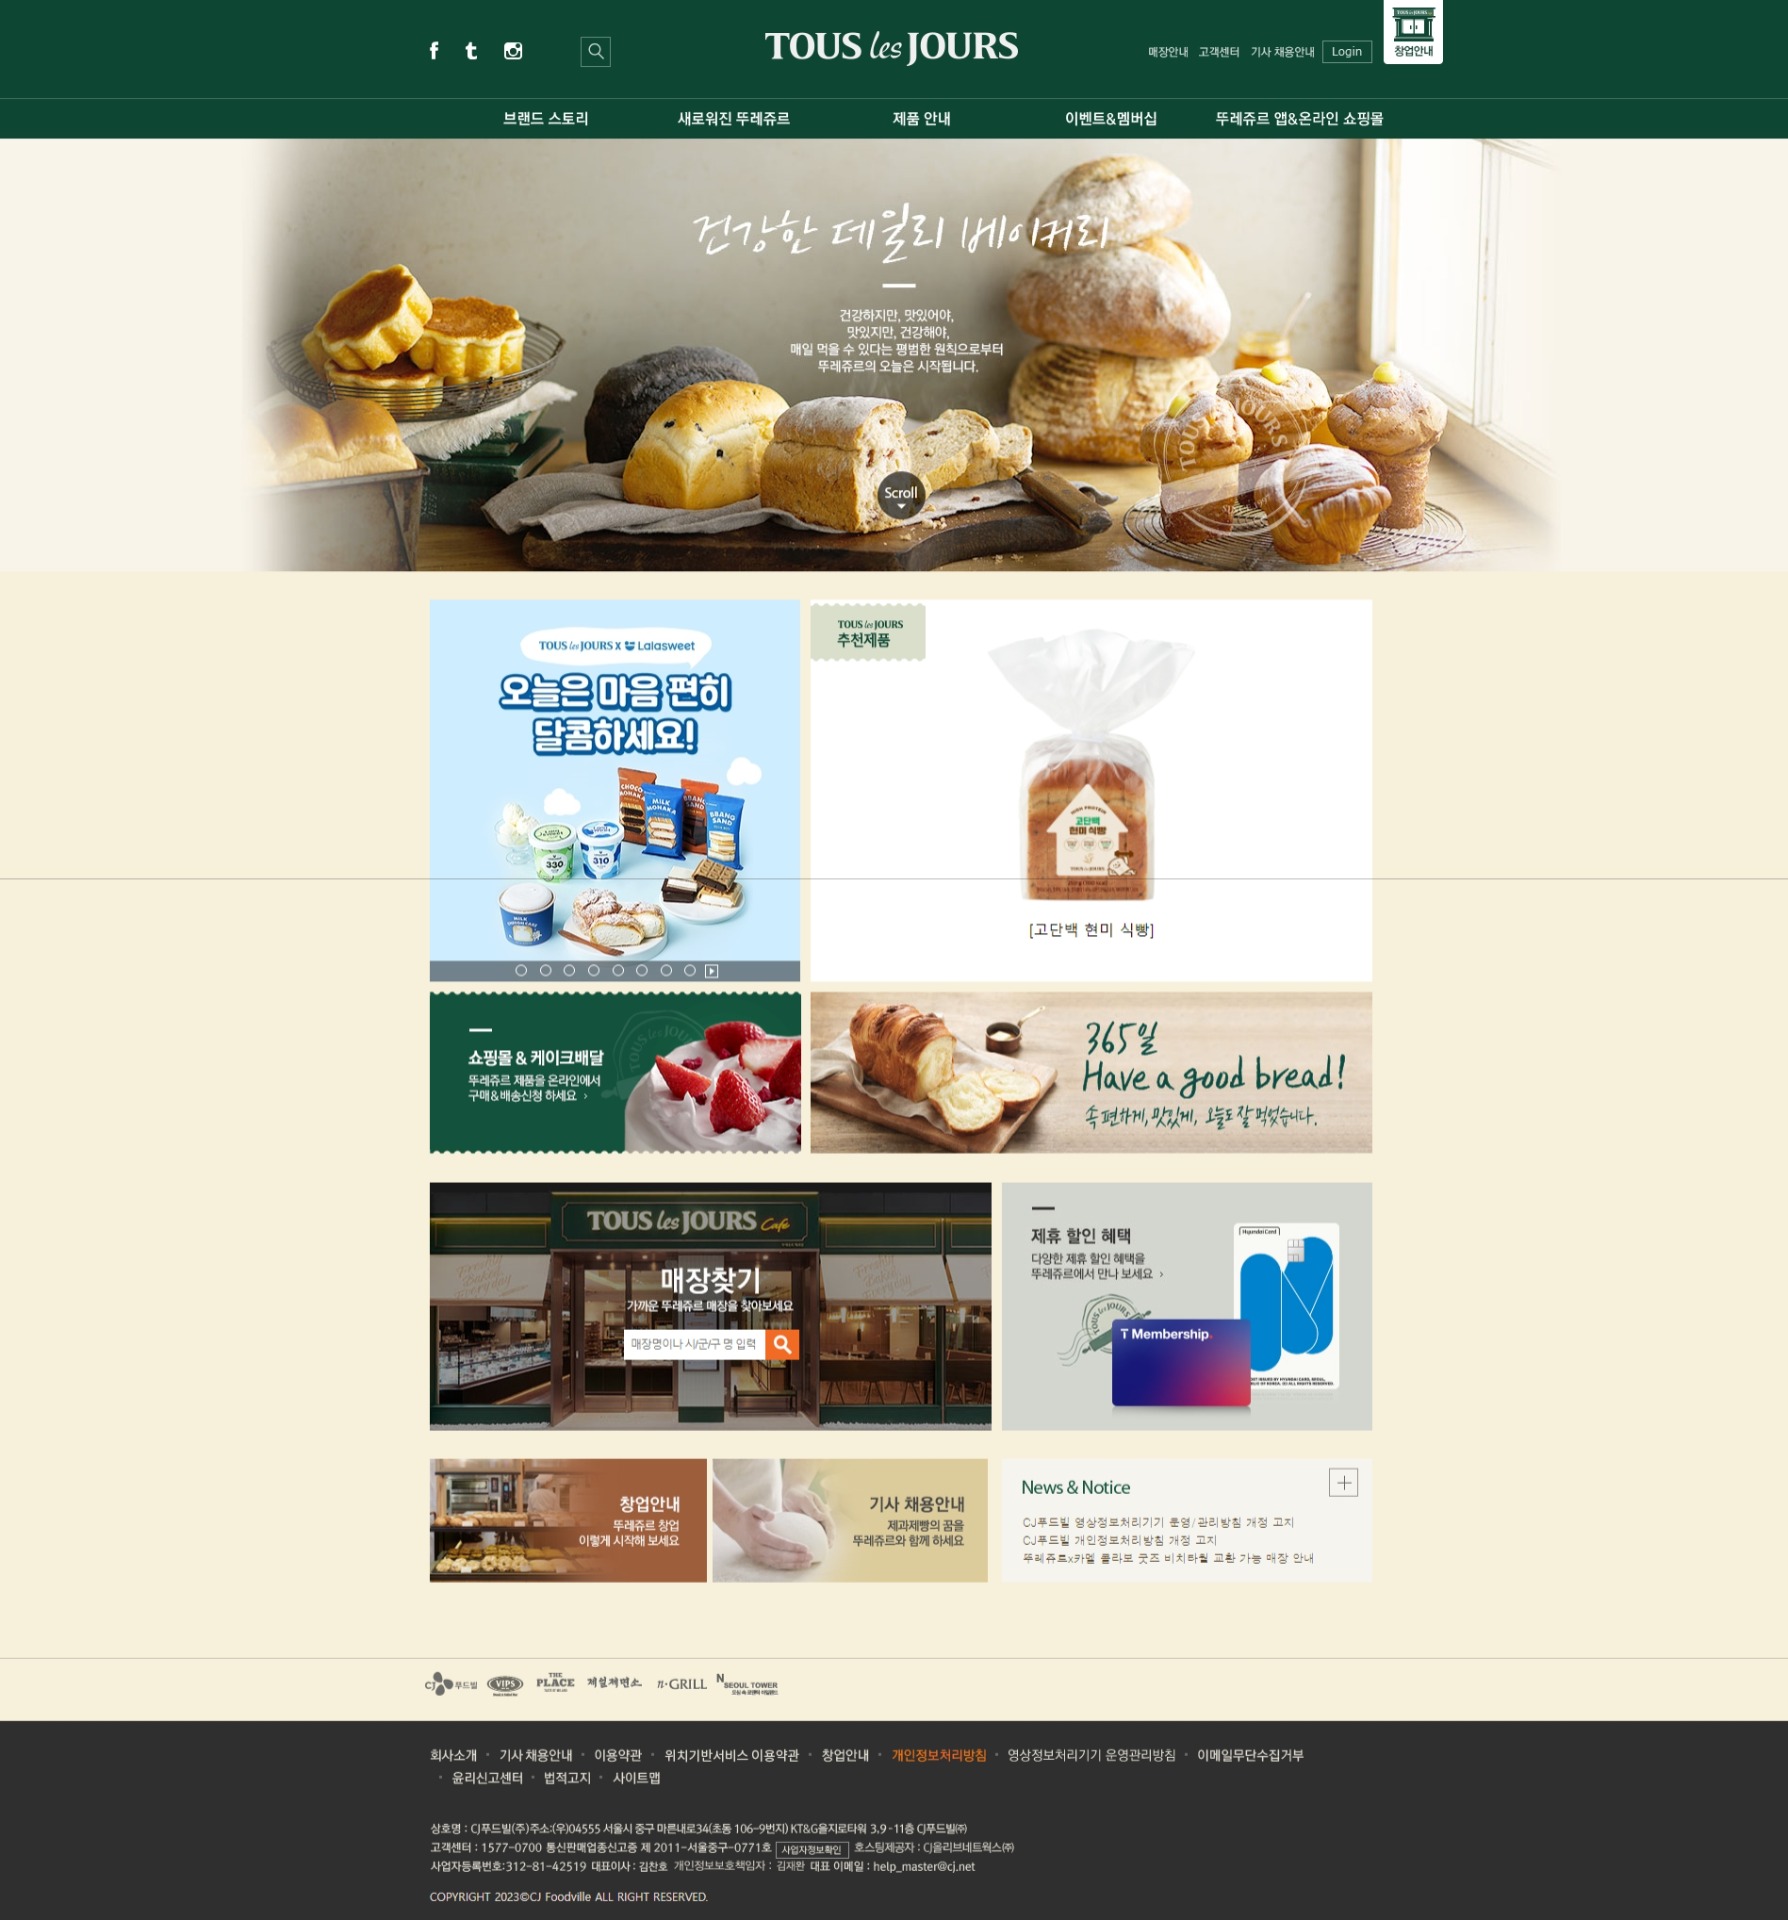 TOUS les JOURS
매장안내 고객센터 기사 채용안내 Login
TOUS les JOURS
창업안내
브랜드 스토리 새로워진 뚜레쥬르 제품 안내 이벤트&멤버십 뚜레쥬르 앱&온라인 쇼핑몰
건강한 데일리 베이커리
건강하지만, 맛있어야,
맛있지만, 건강해야,
매일 먹을 수 있다는 평범한 원칙으로부터
뚜레쥬르의 오늘은 시작됩니다.
Scroll
TOUS les JOURS X Lalasweet
오늘은 마음 편히
달콤하세요!
CHOCO MONAKA
MILK MONAKA
BBANG SAND
330
310
TOUS les JOURS
추천제품
고단백
현미 식빵
TOUS les JOURS
[고단백 현미 식빵]
쇼핑몰 & 케이크배달
뚜레쥬르 제품을 온라인에서
구매&배송신청 하세요 ›
365일
Have a good bread!
속 편하게, 맛있게, 오늘도 잘 먹었습니다.
TOUS les JOURS Café
매장찾기
가까운 뚜레쥬르 매장을 찾아보세요
매장명이나 시/군/구 명 입력
제휴 할인 혜택
다양한 제휴 할인 혜택을
뚜레쥬르에서 만나 보세요 ›
Hyundai Card
TOUS les JOURS
T Membership
창업안내
뚜레쥬르 창업
이렇게 시작해 보세요
기사 채용안내
제과제빵의 꿈을
뚜레쥬르와 함께 하세요
News & Notice
CJ푸드빌 영상정보처리기기 운영/관리방침 개정 고지
CJ푸드빌 개인정보처리방침 개정 고지
뚜레쥬르x카멜 콜라보 굿즈 비치타월 교환 가능 매장 안내
CJ 푸드빌 VIPS THE PLACE 제일제면소 n·GRILL N SEOUL TOWER
회사소개 · 기사 채용안내 · 이용약관 · 위치기반서비스 이용약관 · 창업안내 · 개인정보처리방침 · 영상정보처리기기 운영관리방침 · 이메일무단수집거부
· 윤리신고센터 · 법적고지 · 사이트맵
상호명 : CJ푸드빌(주)주소:(우)04555 서울시 중구 마른내로34(초동 106-9번지) KT&G을지로타워 3,9 -11층 CJ푸드빌㈜
고객센터 : 1577-0700 통신판매업종신고증 제 2011-서울중구-0771호 사업자정보확인 호스팅제공자 : CJ올리브네트웍스㈜
사업자등록번호:312-81-42519 대표이사 : 김찬호 개인정보보호책임자 : 김재완 대표 이메일 : help_master@cj.net
COPYRIGHT 2023©CJ Foodville ALL RIGHT RESERVED.